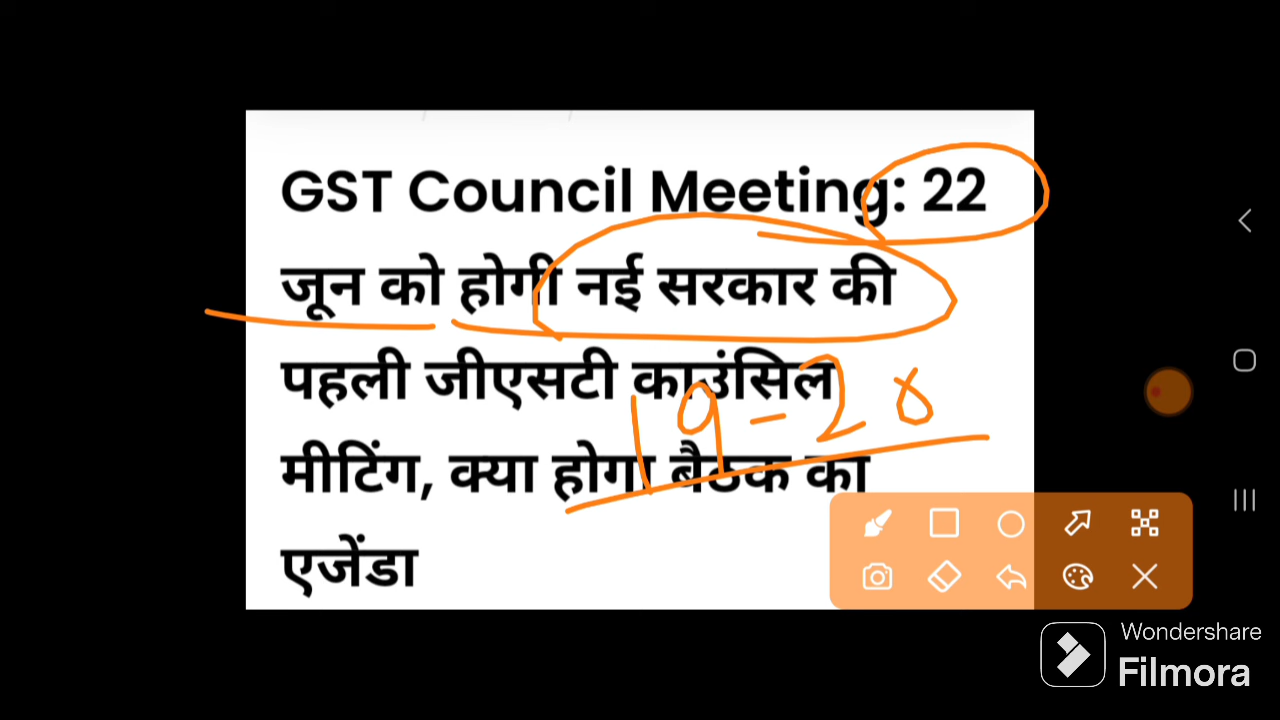 GST Council Meeting: 22
जून को होगी नई सरकार की
पहली जीएसटी काउंसिल
19-20
मीटिंग, क्या होगा बैठक का
एजेंडा
Wondershare
Filmora